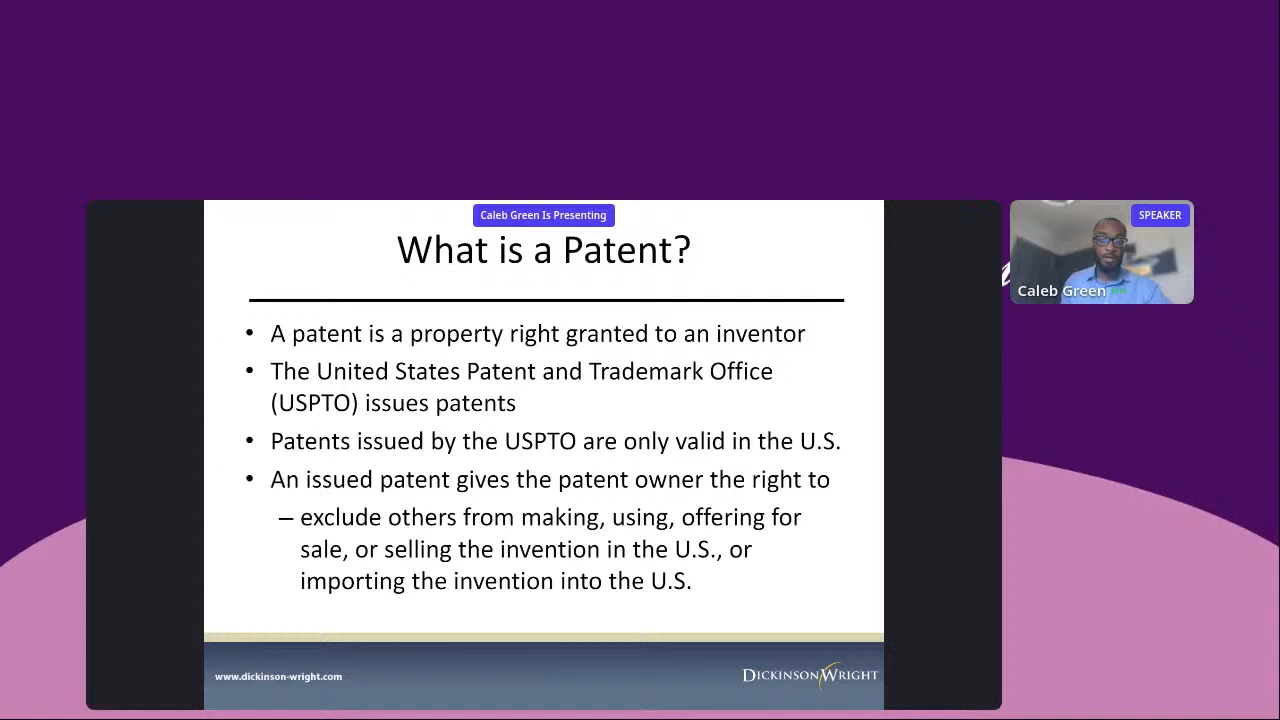 Caleb Green Is Presenting
SPEAKER
Caleb Green
What is a Patent?
• A patent is a property right granted to an inventor
• The United States Patent and Trademark Office
(USPTO) issues patents
• Patents issued by the USPTO are only valid in the U.S.
• An issued patent gives the patent owner the right to
– exclude others from making, using, offering for
sale, or selling the invention in the U.S., or
importing the invention into the U.S.
www.dickinson-wright.com
DICKINSON WRIGHT